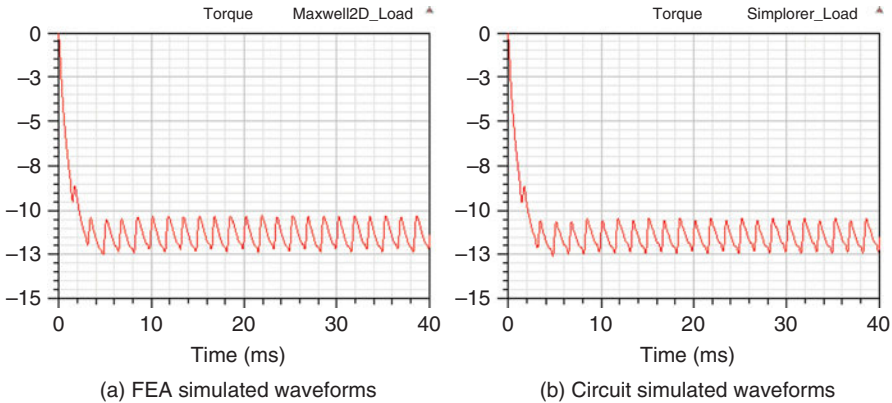 Torque Maxwell2D_Load
0
–3
–5
–8
–10
–13
–15
0 10 20 30 40
Time (ms)
(a) FEA simulated waveforms
Torque Simplorer_Load
0
–3
–5
–8
–10
–13
–15
0 10 20 30 40
Time (ms)
(b) Circuit simulated waveforms